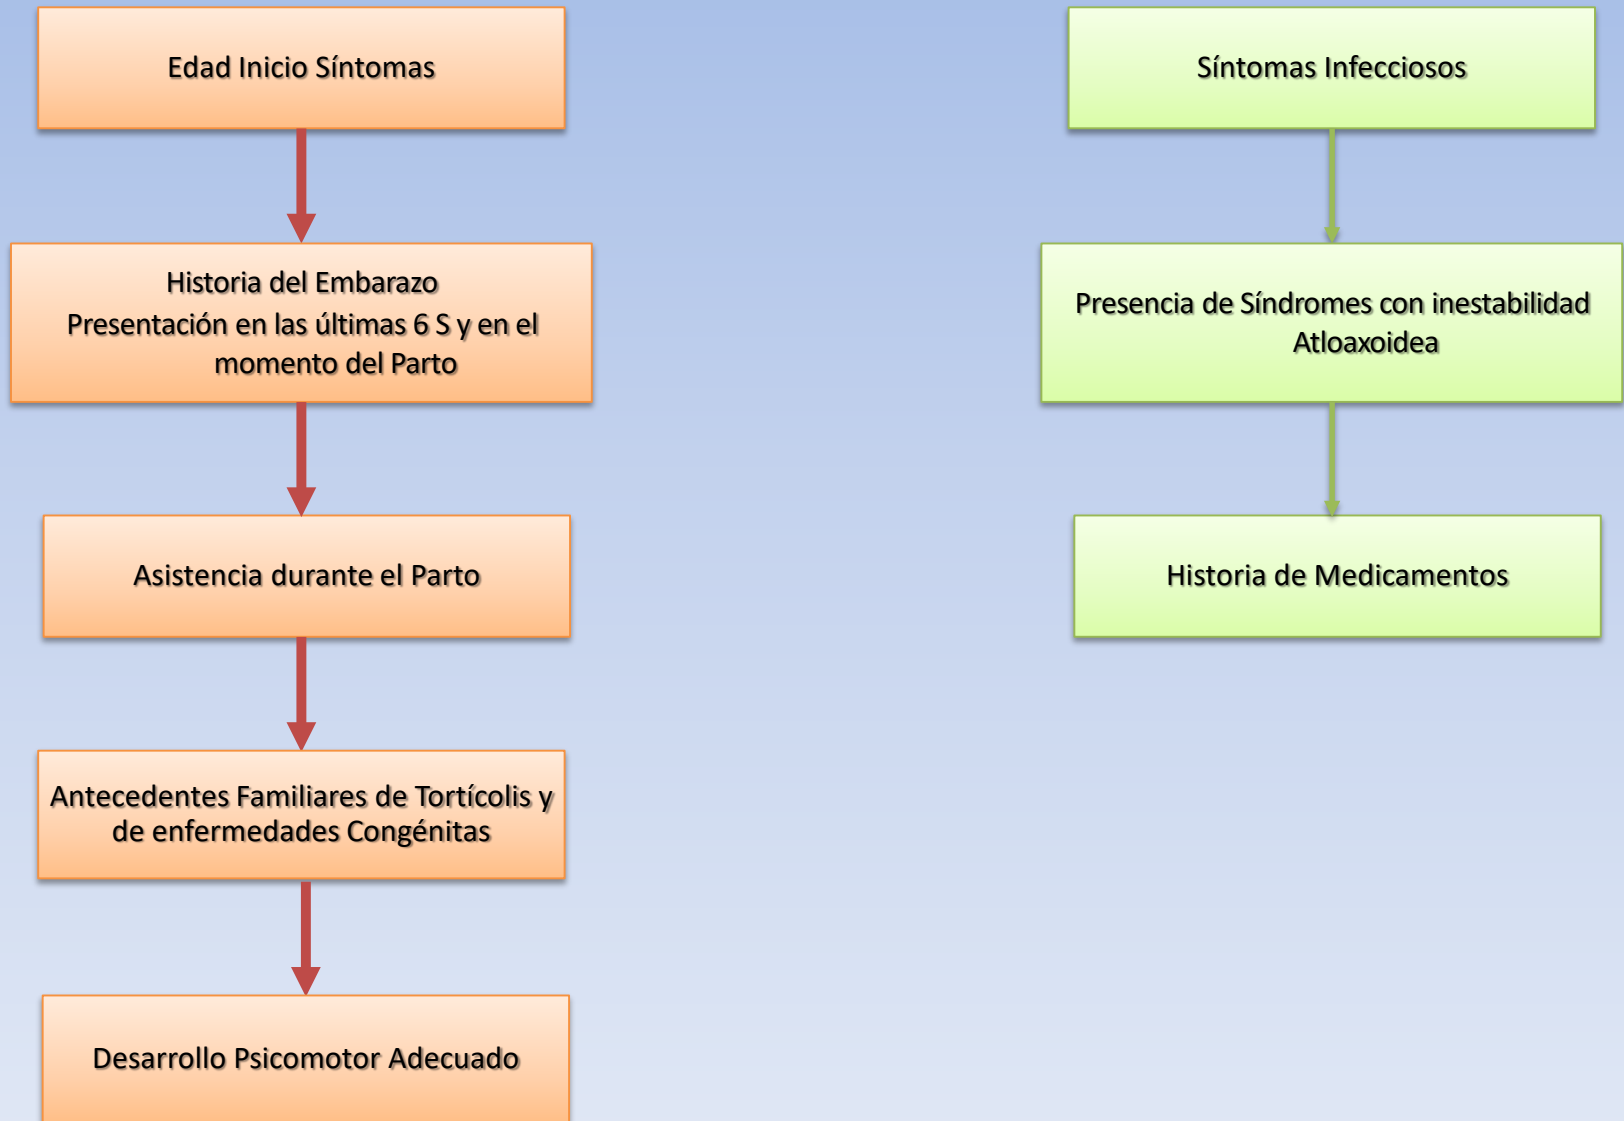 Edad Inicio Síntomas
Historia del Embarazo
Presentación en las últimas 6 S y en el
momento del Parto
Asistencia durante el Parto
Antecedentes Familiares de Tortícolis y
de enfermedades Congénitas
Desarrollo Psicomotor Adecuado
Síntomas Infecciosos
Presencia de Síndromes con inestabilidad
Atloaxoidea
Historia de Medicamentos